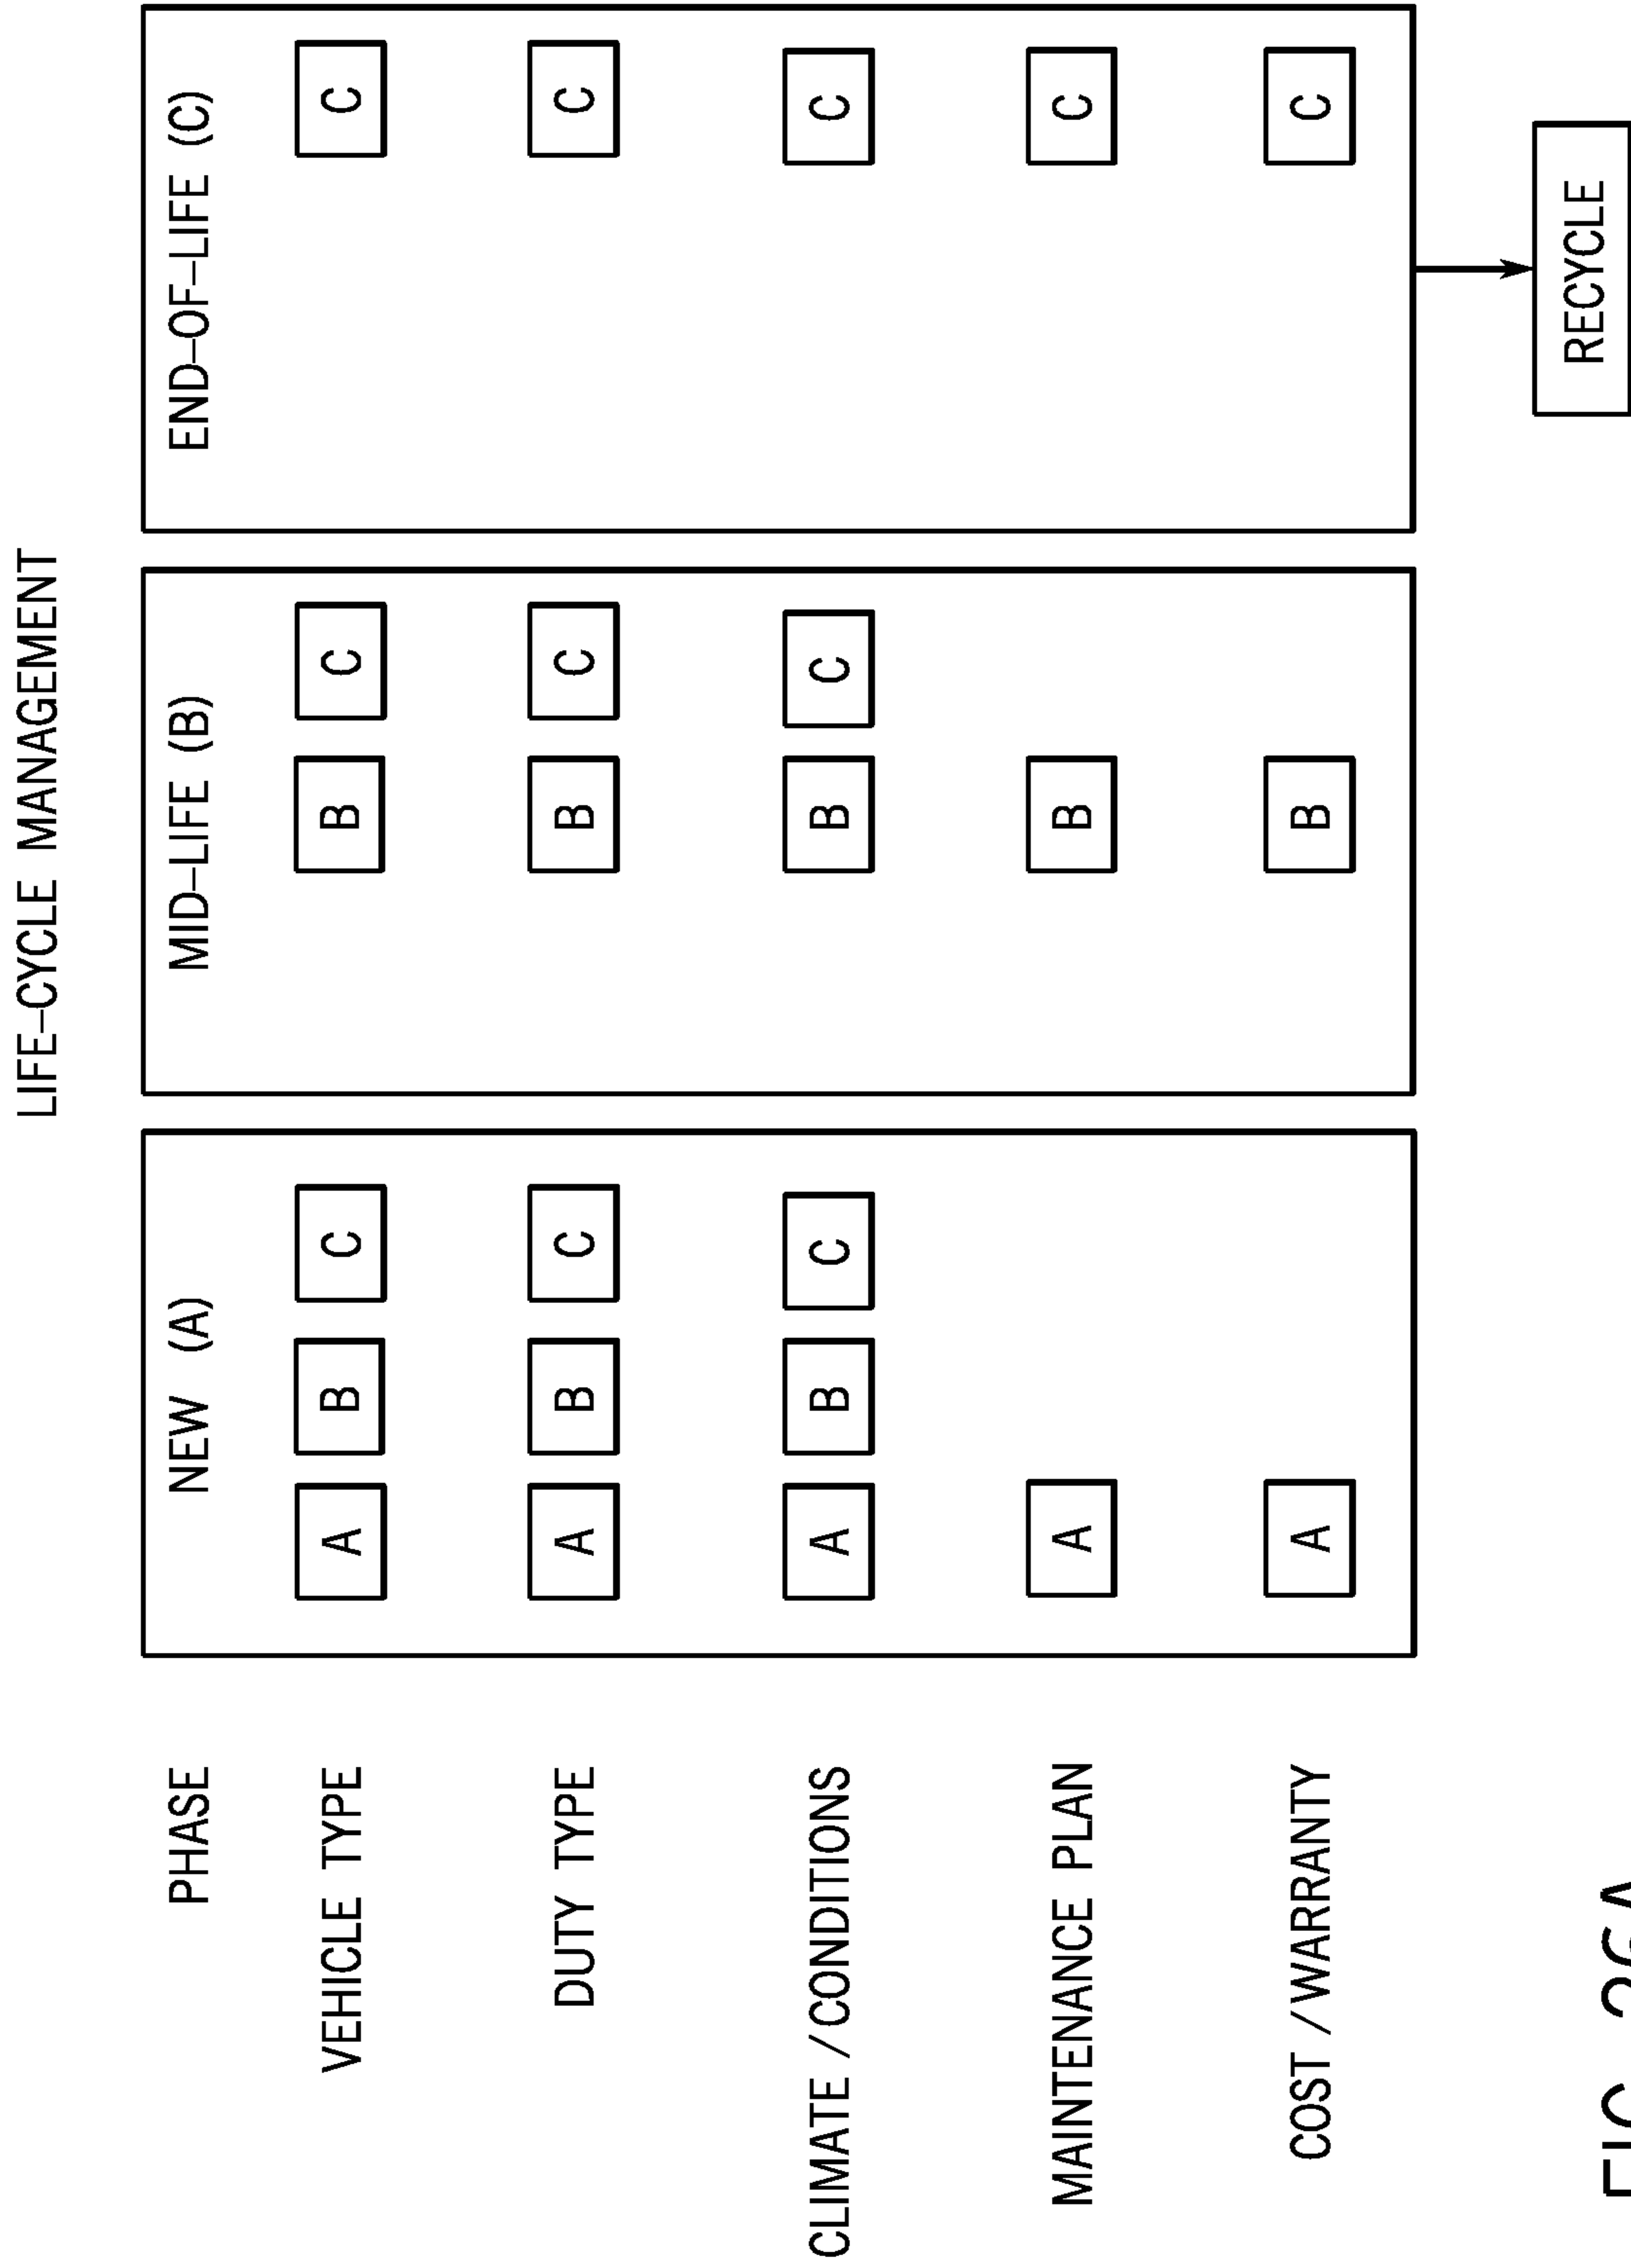 LIFE-CYCLE MANAGEMENT
PHASE NEW (A) MID-LIFE (B) END-OF-LIFE (C)
VEHICLE TYPE A B C B C C
DUTY TYPE A B C B C C
CLIMATE / CONDITIONS A B C B C C
MAINTENANCE PLAN A B C
COST / WARRANTY A B C
RECYCLE